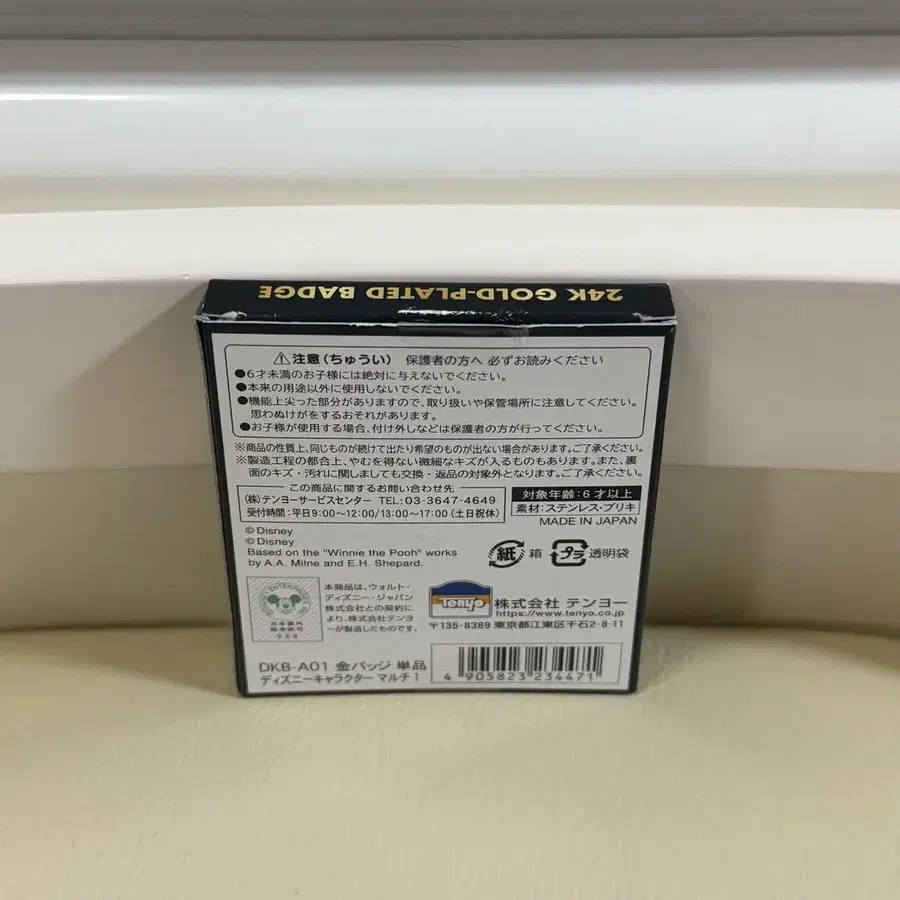 24K GOLD-PLATED BADGE
⚠注意(ちゅうい) 保護者の方へ 必ずお読みください
●6才未満のお子様には絶対に与えないでください。
●本来の用途以外に使用しないでください。
●機能上尖った部分がありますので、取り扱いや保管場所に注意してください。
思わぬけがをするおそれがあります。
●お子様が使用する場合、付け外しなどは保護者の方が行ってください。
※商品の性質上、同じものが続けて出たり希望のものが出ない場合があります。ご了承ください。
※製造工程の都合上、やむを得ない微細なキズが入るものもあります。また、裏
面のキズ・汚れに関しましても交換・返品の対象外となります。ご了承ください。
この商品に関するお問い合わせ先
(株)テンヨーサービスセンター TEL:03-3647-4649
受付時間:平日9:00〜12:00/13:00〜17:00(土日祝休)
対象年齢:6才以上
素材:ステンレス・ブリキ
MADE IN JAPAN
©Disney
©Disney
Based on the "Winnie the Pooh" works
by A.A. Milne and E.H. Shepard.
紙 箱 プラ 透明袋
日本国内
販売許可
本商品は、ウォルト・
ディズニー・ジャパン
株式会社との契約に
より、株式会社テンヨ
ーが製造したものです。
Tenyo 株式会社 テンヨー
https://www.tenyo.co.jp
〒135-8389 東京都江東区千石2-8-11
DKB-A01 金バッジ 単品
ディズニーキャラクター マルチ1
4 905823 234471